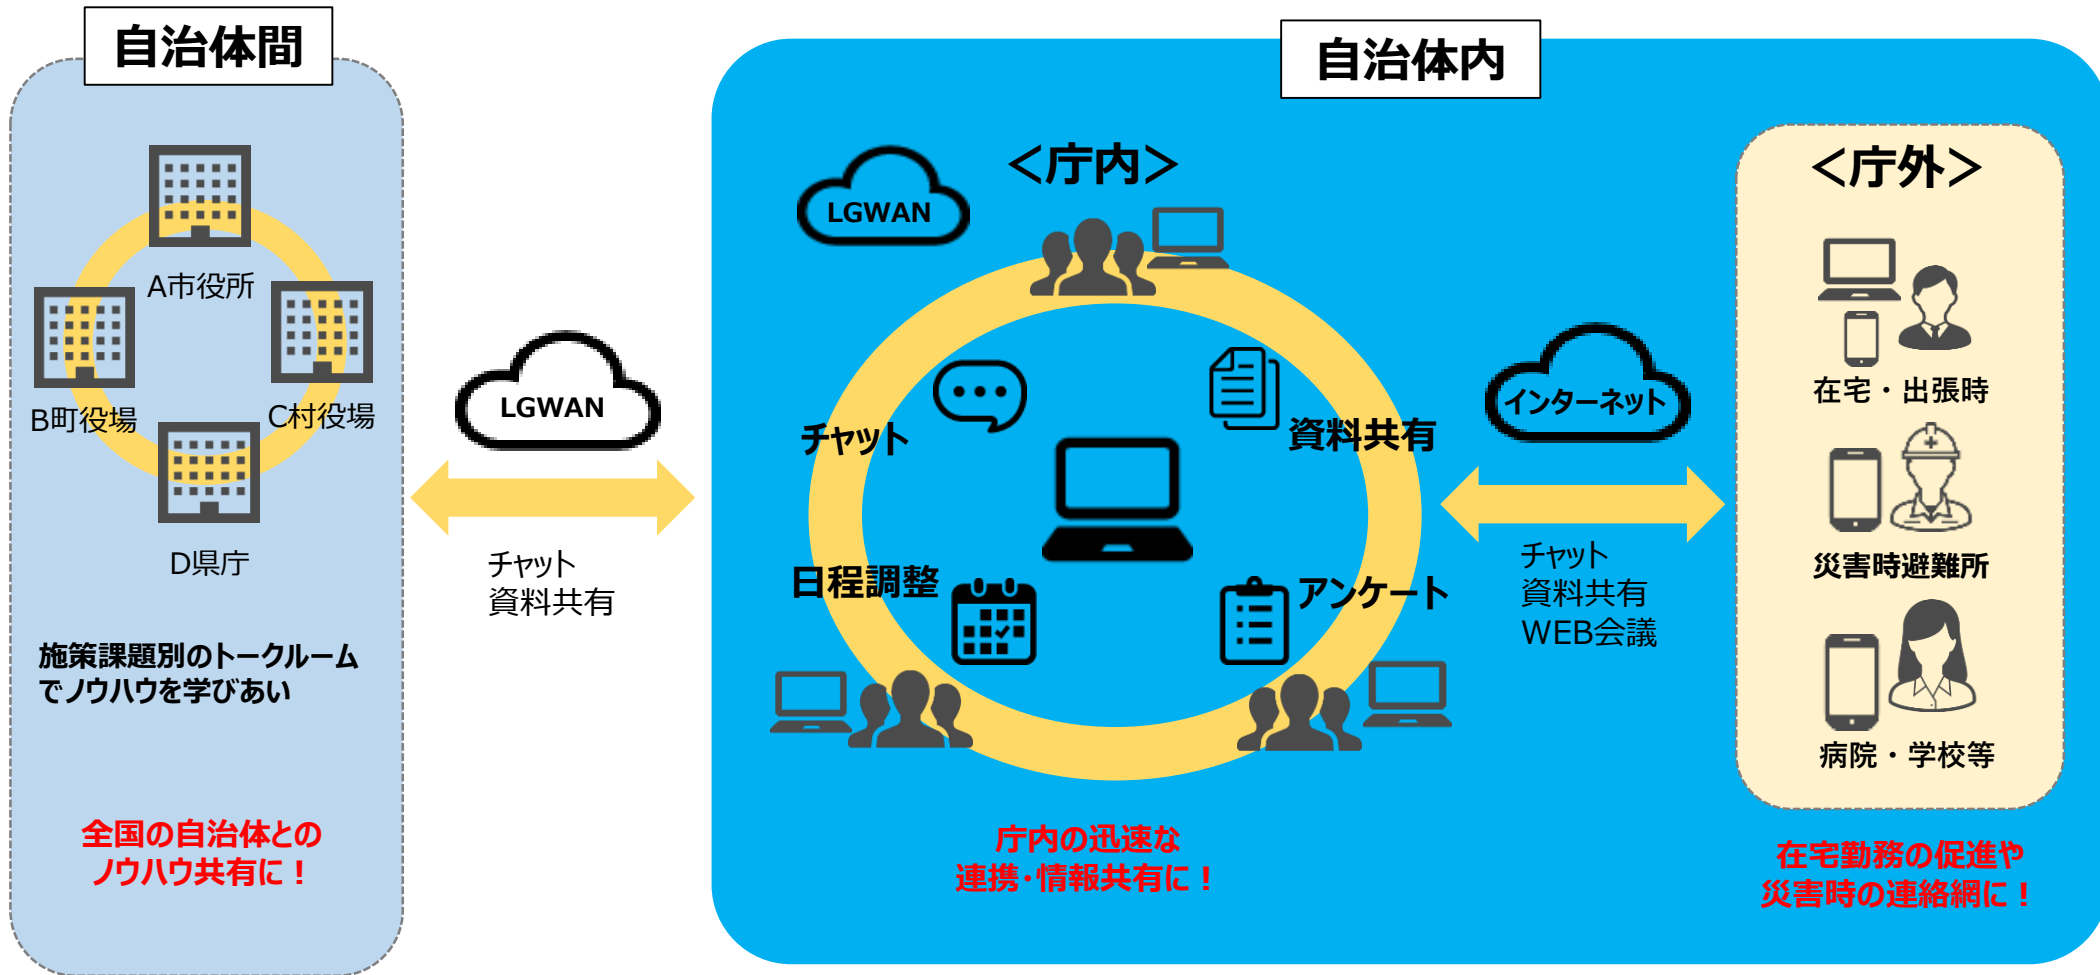 自治体間
A市役所
B町役場
C村役場
D県庁
施策課題別のトークルーム
でノウハウを学びあい
全国の自治体との
ノウハウ共有に！
LGWAN
チャット
資料共有
自治体内
＜庁内＞
LGWAN
チャット
資料共有
日程調整
アンケート
庁内の迅速な
連携・情報共有に！
インターネット
チャット
資料共有
WEB会議
＜庁外＞
在宅・出張時
災害時避難所
病院・学校等
在宅勤務の促進や
災害時の連絡網に！